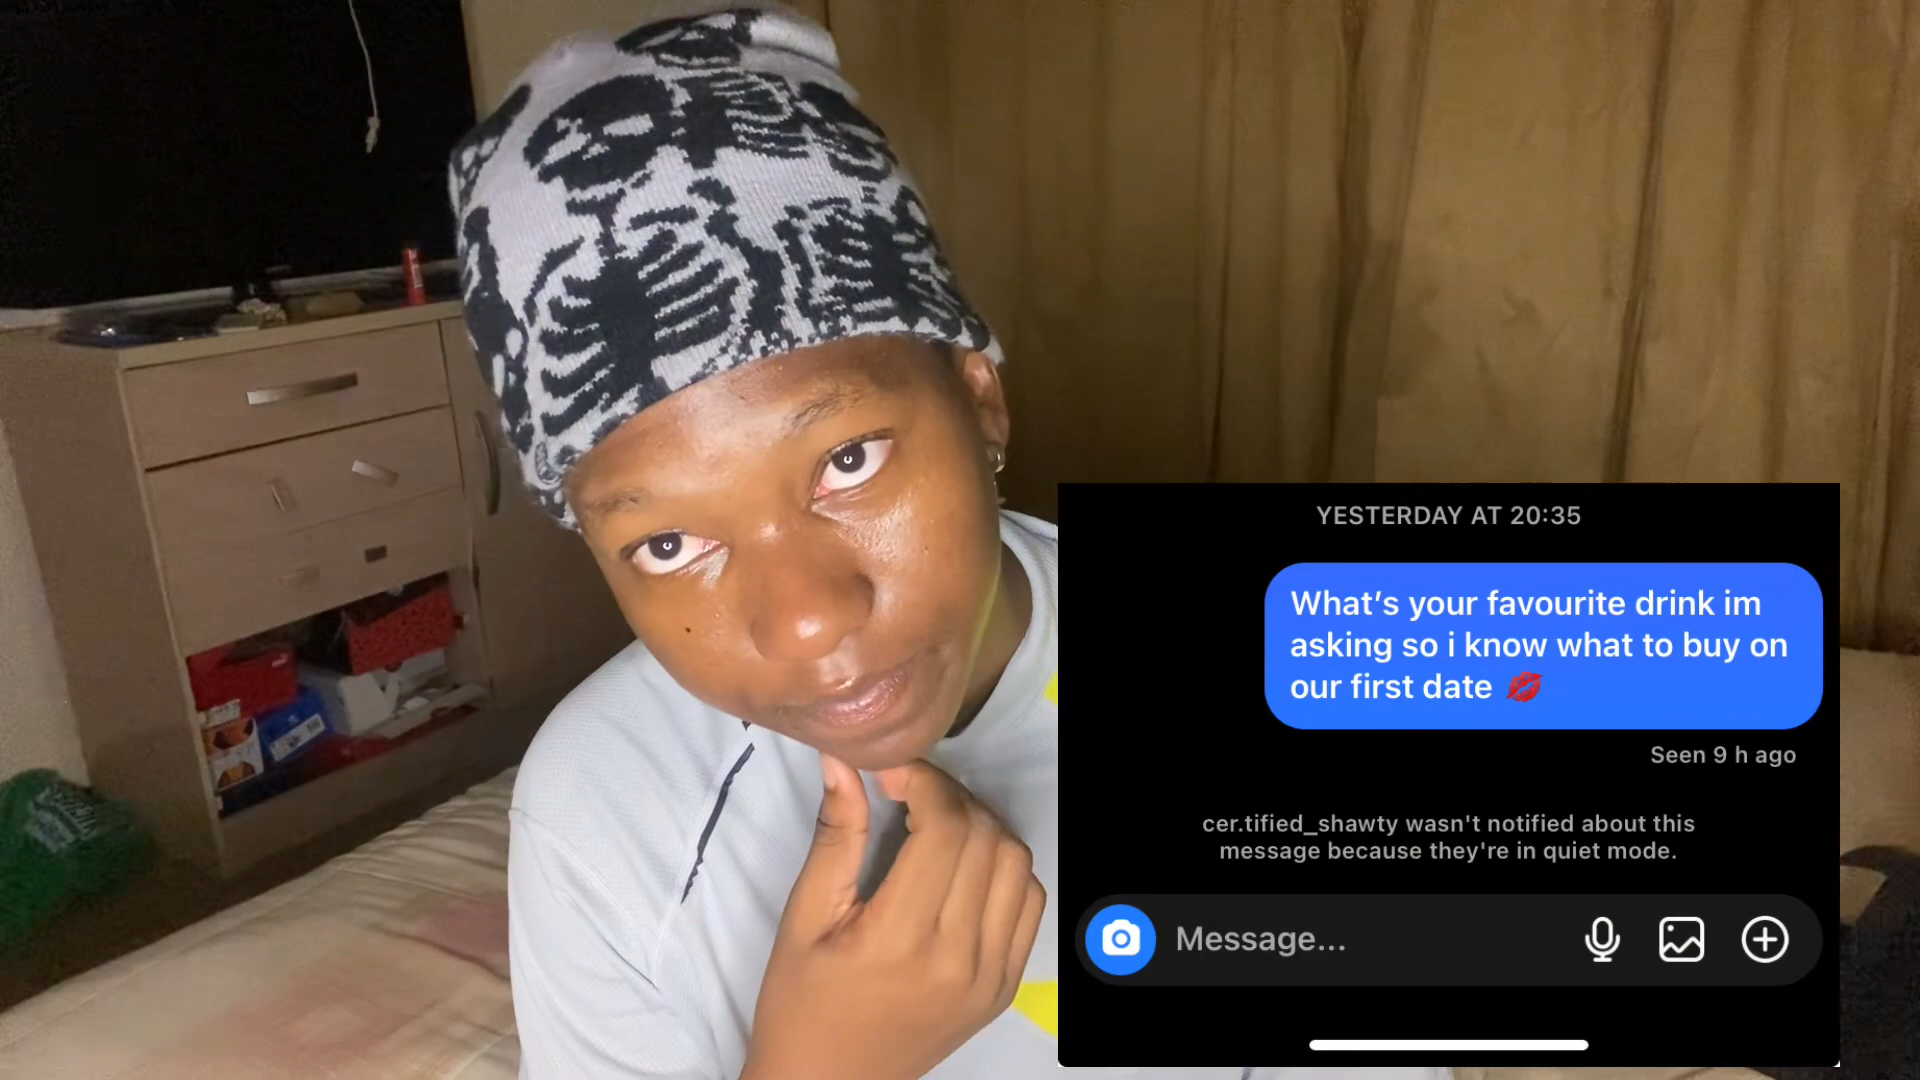 YESTERDAY AT 20:35
What's your favourite drink im
asking so i know what to buy on
our first date 💋
Seen 9 h ago
cer.tified_shawty wasn't notified about this
message because they're in quiet mode.
Message...